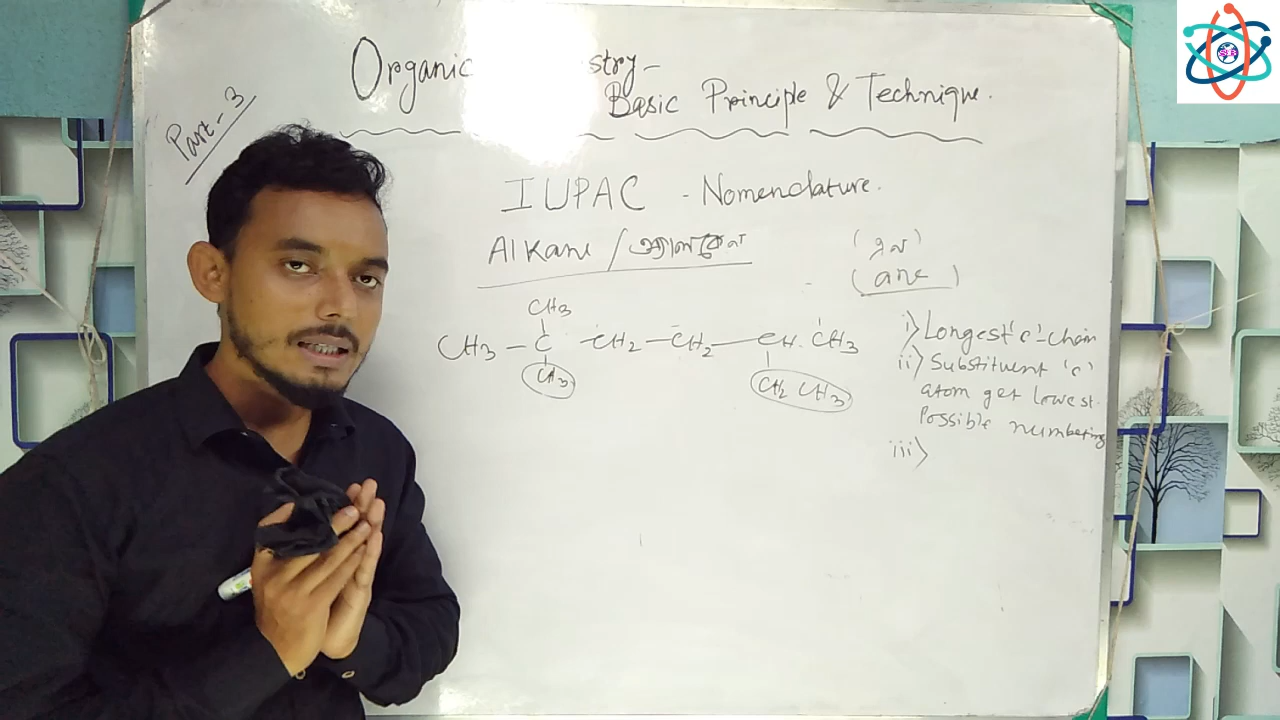 Part-3
Organic stry-
Basic Principle & Technique.
IUPAC - Nomenclature.
Alkane / অ্যালকেন
(এন)
(ane)
CH3
CH3 - C - CH2 - CH2 - CH - CH3
CH3 CH2 CH3
i) Longest 'c'-chain
ii) Substituent 'c'
atom get lowest.
Possible numbering
iii)